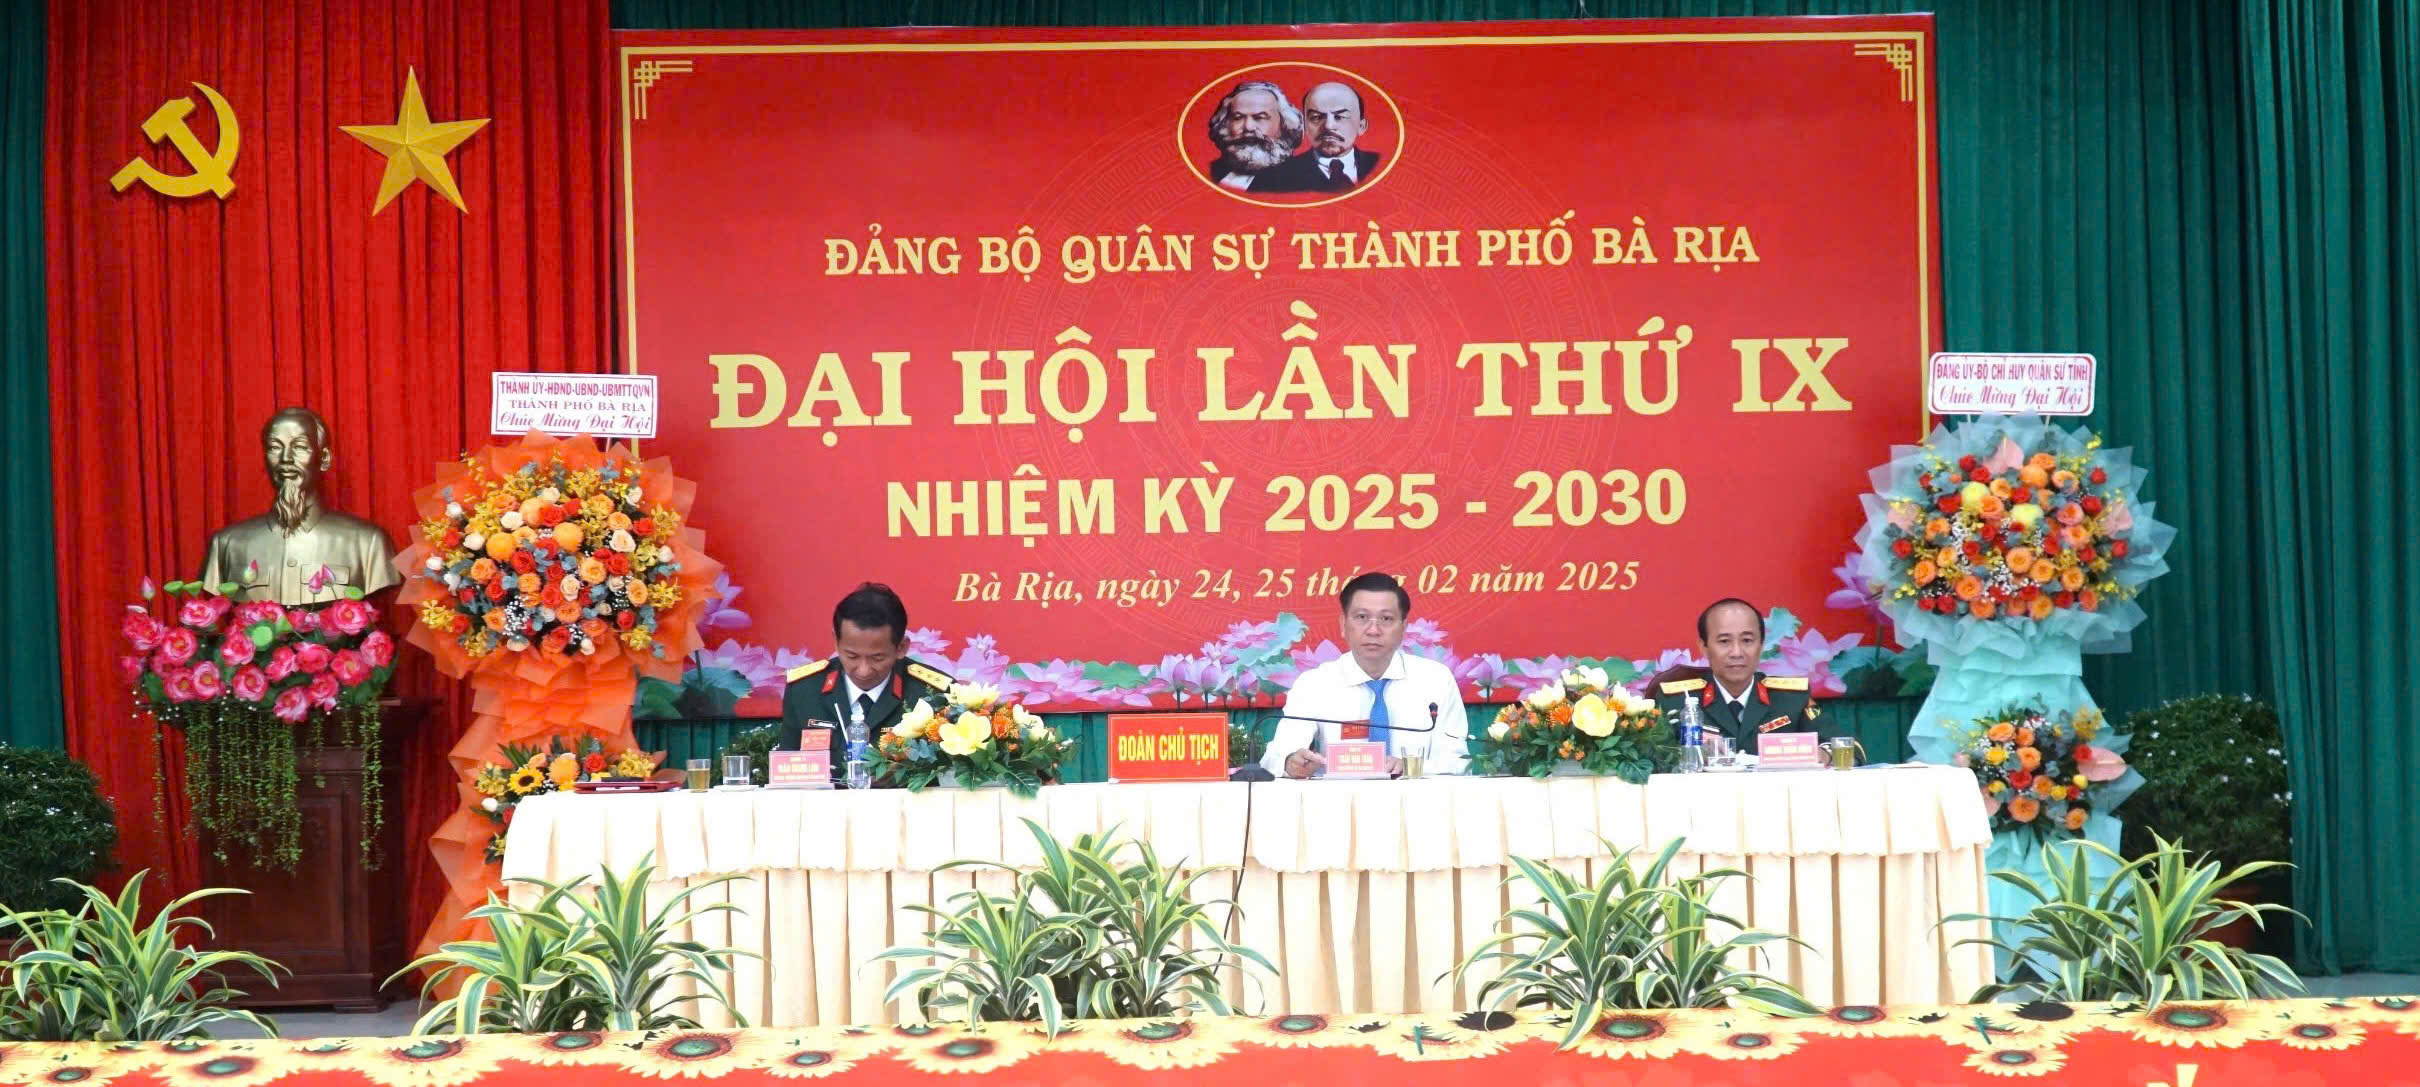 ĐẢNG BỘ QUÂN SỰ THÀNH PHỐ BÀ RỊA
ĐẠI HỘI LẦN THỨ IX
NHIỆM KỲ 2025 - 2030
Bà Rịa, ngày 24, 25 tháng 02 năm 2025
THÀNH ỦY-HĐND-UBND-UBMTTQVN
THÀNH PHỐ BÀ RỊA
Chúc Mừng Đại Hội
ĐẢNG ỦY-BỘ CHỈ HUY QUÂN SỰ TỈNH
Chúc Mừng Đại Hội
ĐOÀN CHỦ TỊCH